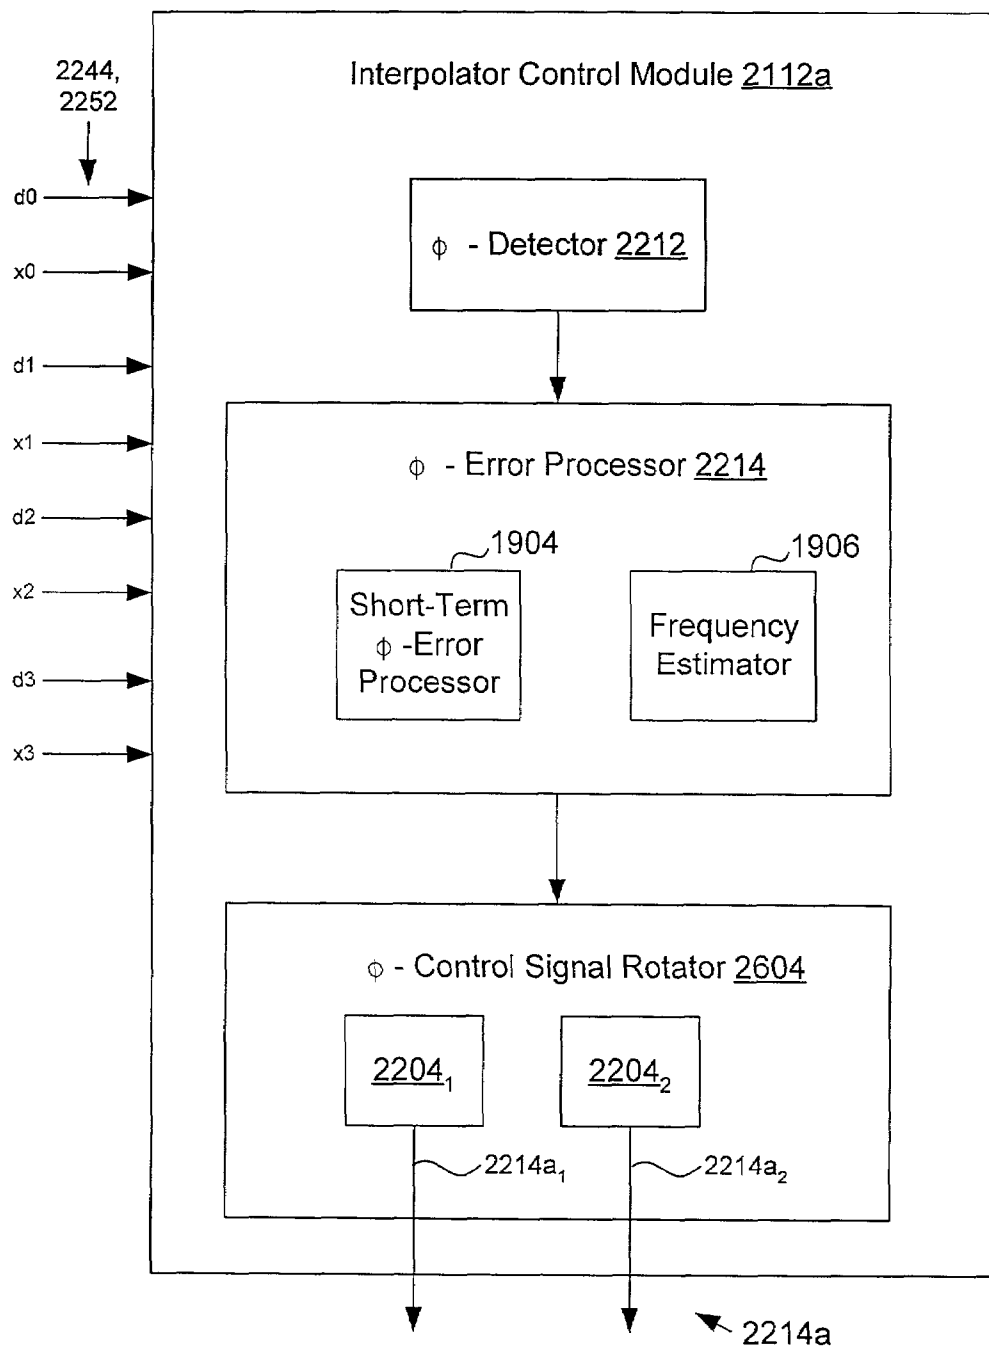 Interpolator Control Module 2112a
2244,
2252
d0
x0
d1
x1
d2
x2
d3
x3
ϕ - Detector 2212
ϕ - Error Processor 2214
1904
Short-Term
ϕ -Error
Processor
1906
Frequency
Estimator
ϕ - Control Signal Rotator 2604
2204₁
2204₂
2214a₁
2214a₂
2214a